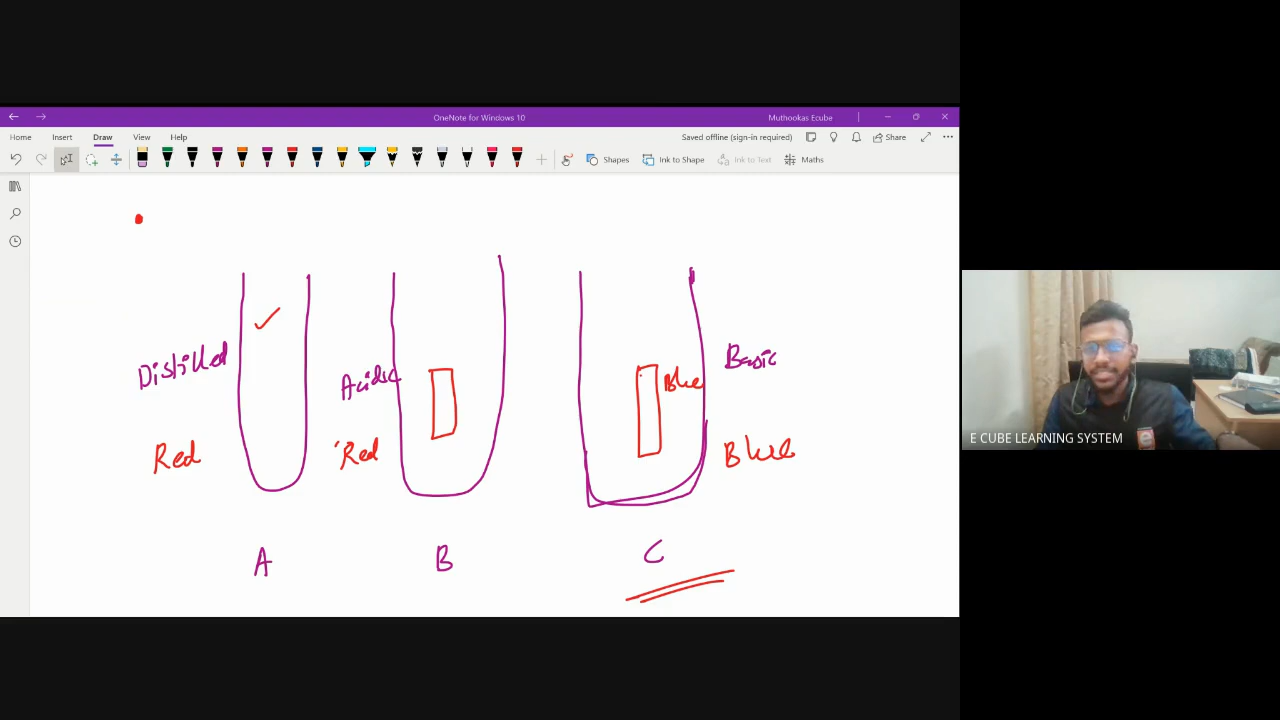 OneNote for Windows 10
Muthookas Ecube
Home Insert Draw View Help
Saved offline (sign-in required)
Share
Shapes
Ink to Shape
Ink to Text
Maths
Distilled
Acidic
Blue
Basic
Red
Red
Blue
A
B
C
E CUBE LEARNING SYSTEM